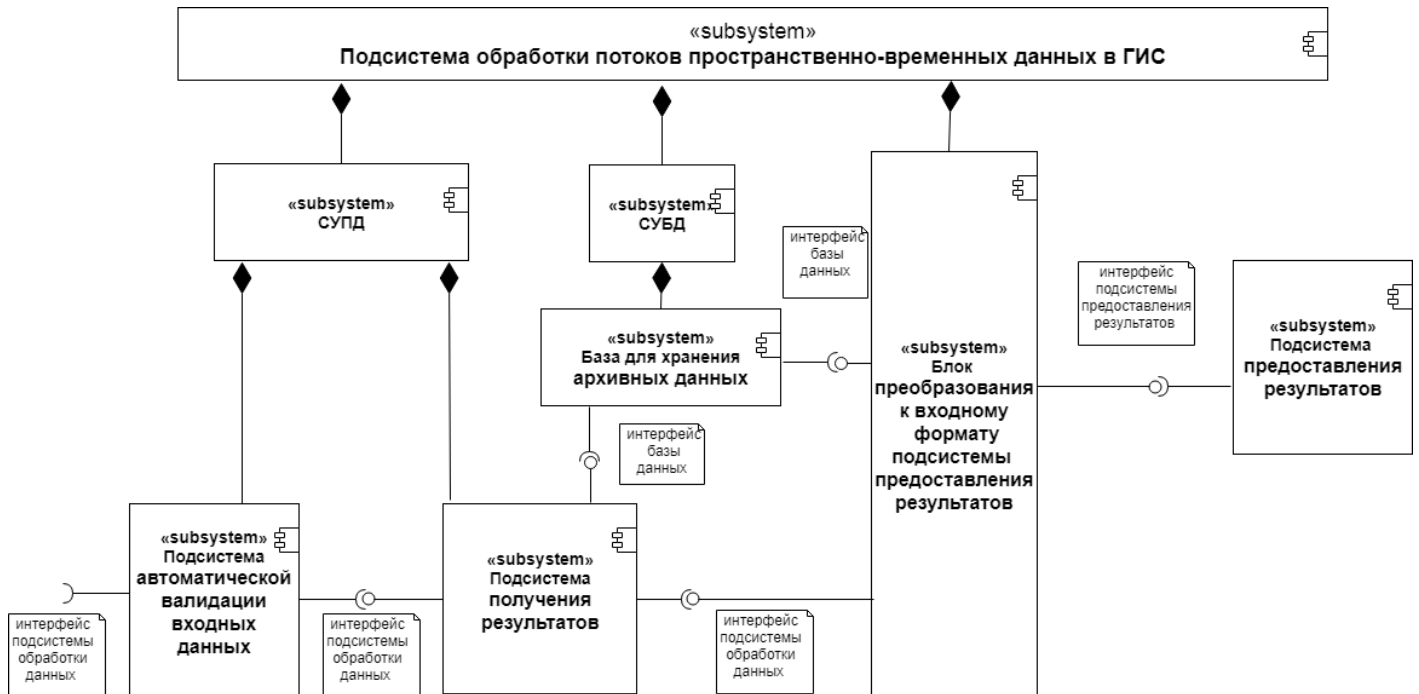 «subsystem»
Подсистема обработки потоков пространственно-временных данных в ГИС
«subsystem»
СУПД
«subsystem»
СУБД
интерфейс
базы
данных
интерфейс
подсистемы
предоставления
результатов
«subsystem»
База для хранения
архивных данных
«subsystem»
Блок
преобразования
к входному
формату
подсистемы
предоставления
результатов
«subsystem»
Подсистема
предоставления
результатов
интерфейс
базы
данных
«subsystem»
Подсистема
автоматической
валидации
входных
данных
«subsystem»
Подсистема
получения
результатов
интерфейс
подсистемы
обработки
данных
интерфейс
подсистемы
обработки
данных
интерфейс
подсистемы
обработки
данных